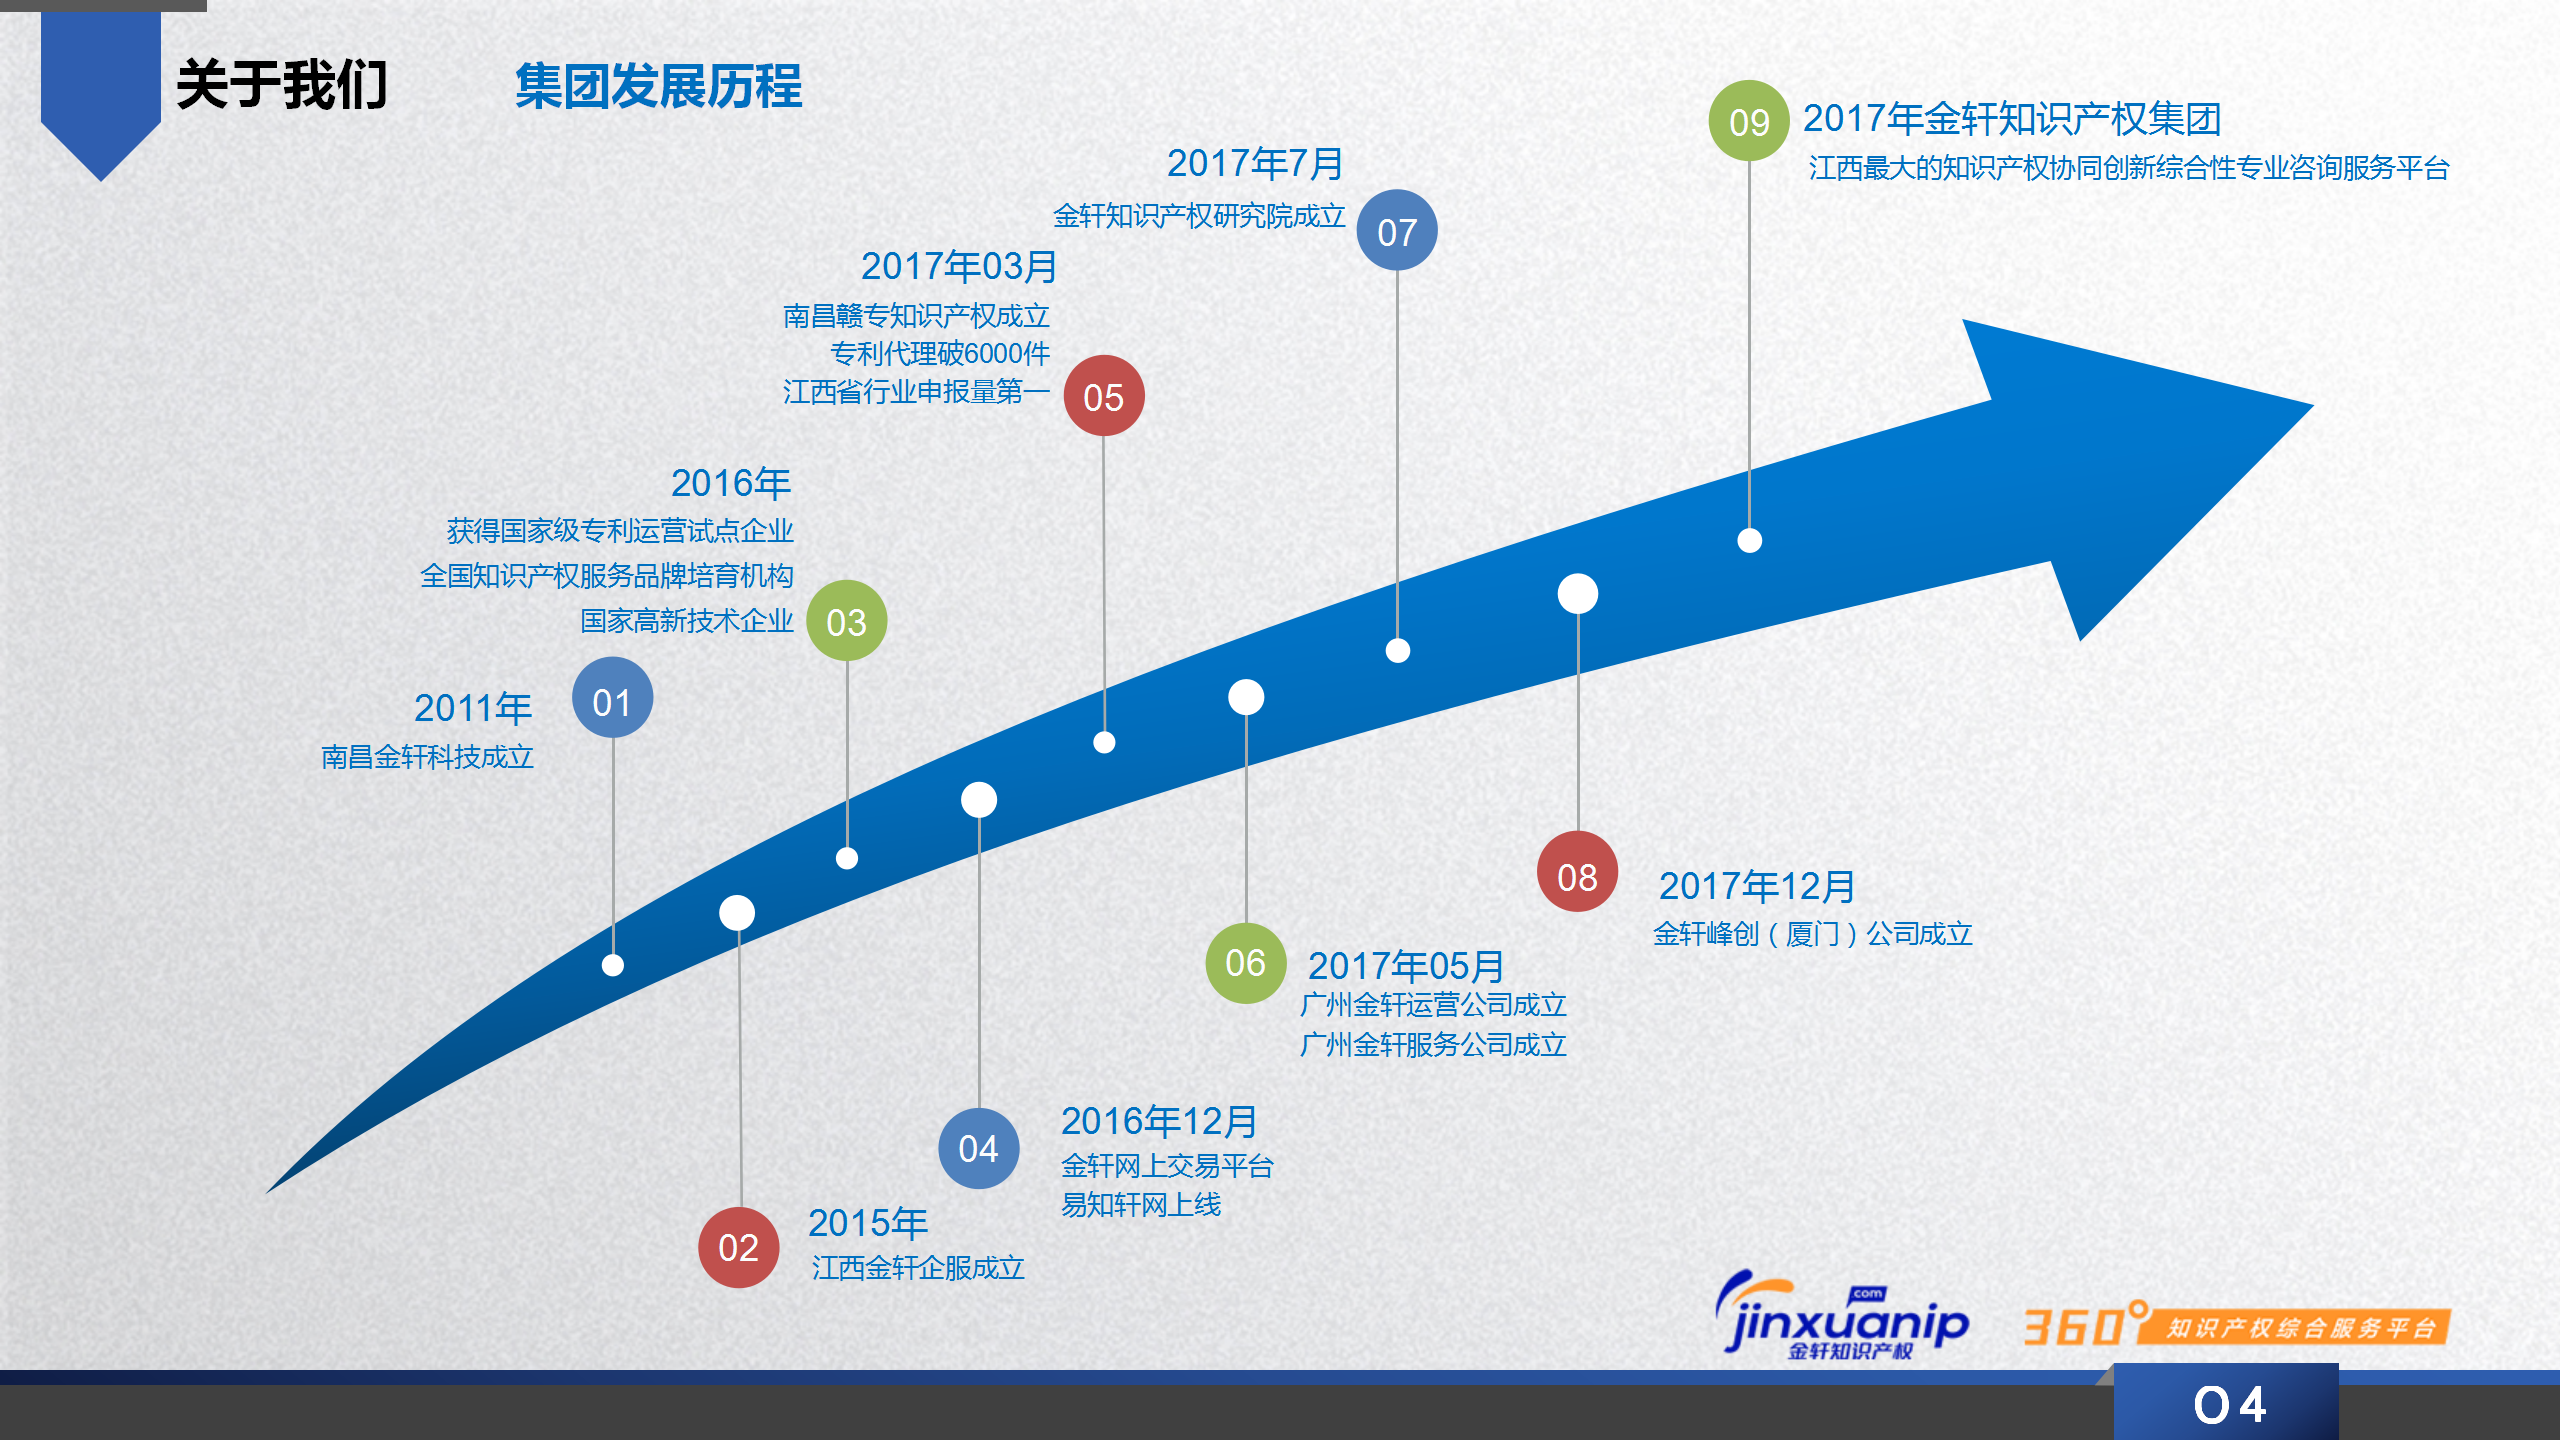 关于我们
集团发展历程
01
2011年
南昌金轩科技成立
02
2015年
江西金轩企服成立
03
2016年
获得国家级专利运营试点企业
全国知识产权服务品牌培育机构
国家高新技术企业
04
2016年12月
金轩网上交易平台
易知轩网上线
05
2017年03月
南昌赣专知识产权成立
专利代理破6000件
江西省行业申报量第一
06
2017年05月
广州金轩运营公司成立
广州金轩服务公司成立
07
2017年7月
金轩知识产权研究院成立
08
2017年12月
金轩峰创（厦门）公司成立
09
2017年金轩知识产权集团
江西最大的知识产权协同创新综合性专业咨询服务平台
.com
jinxuanip
金轩知识产权
360°
知识产权综合服务平台
04